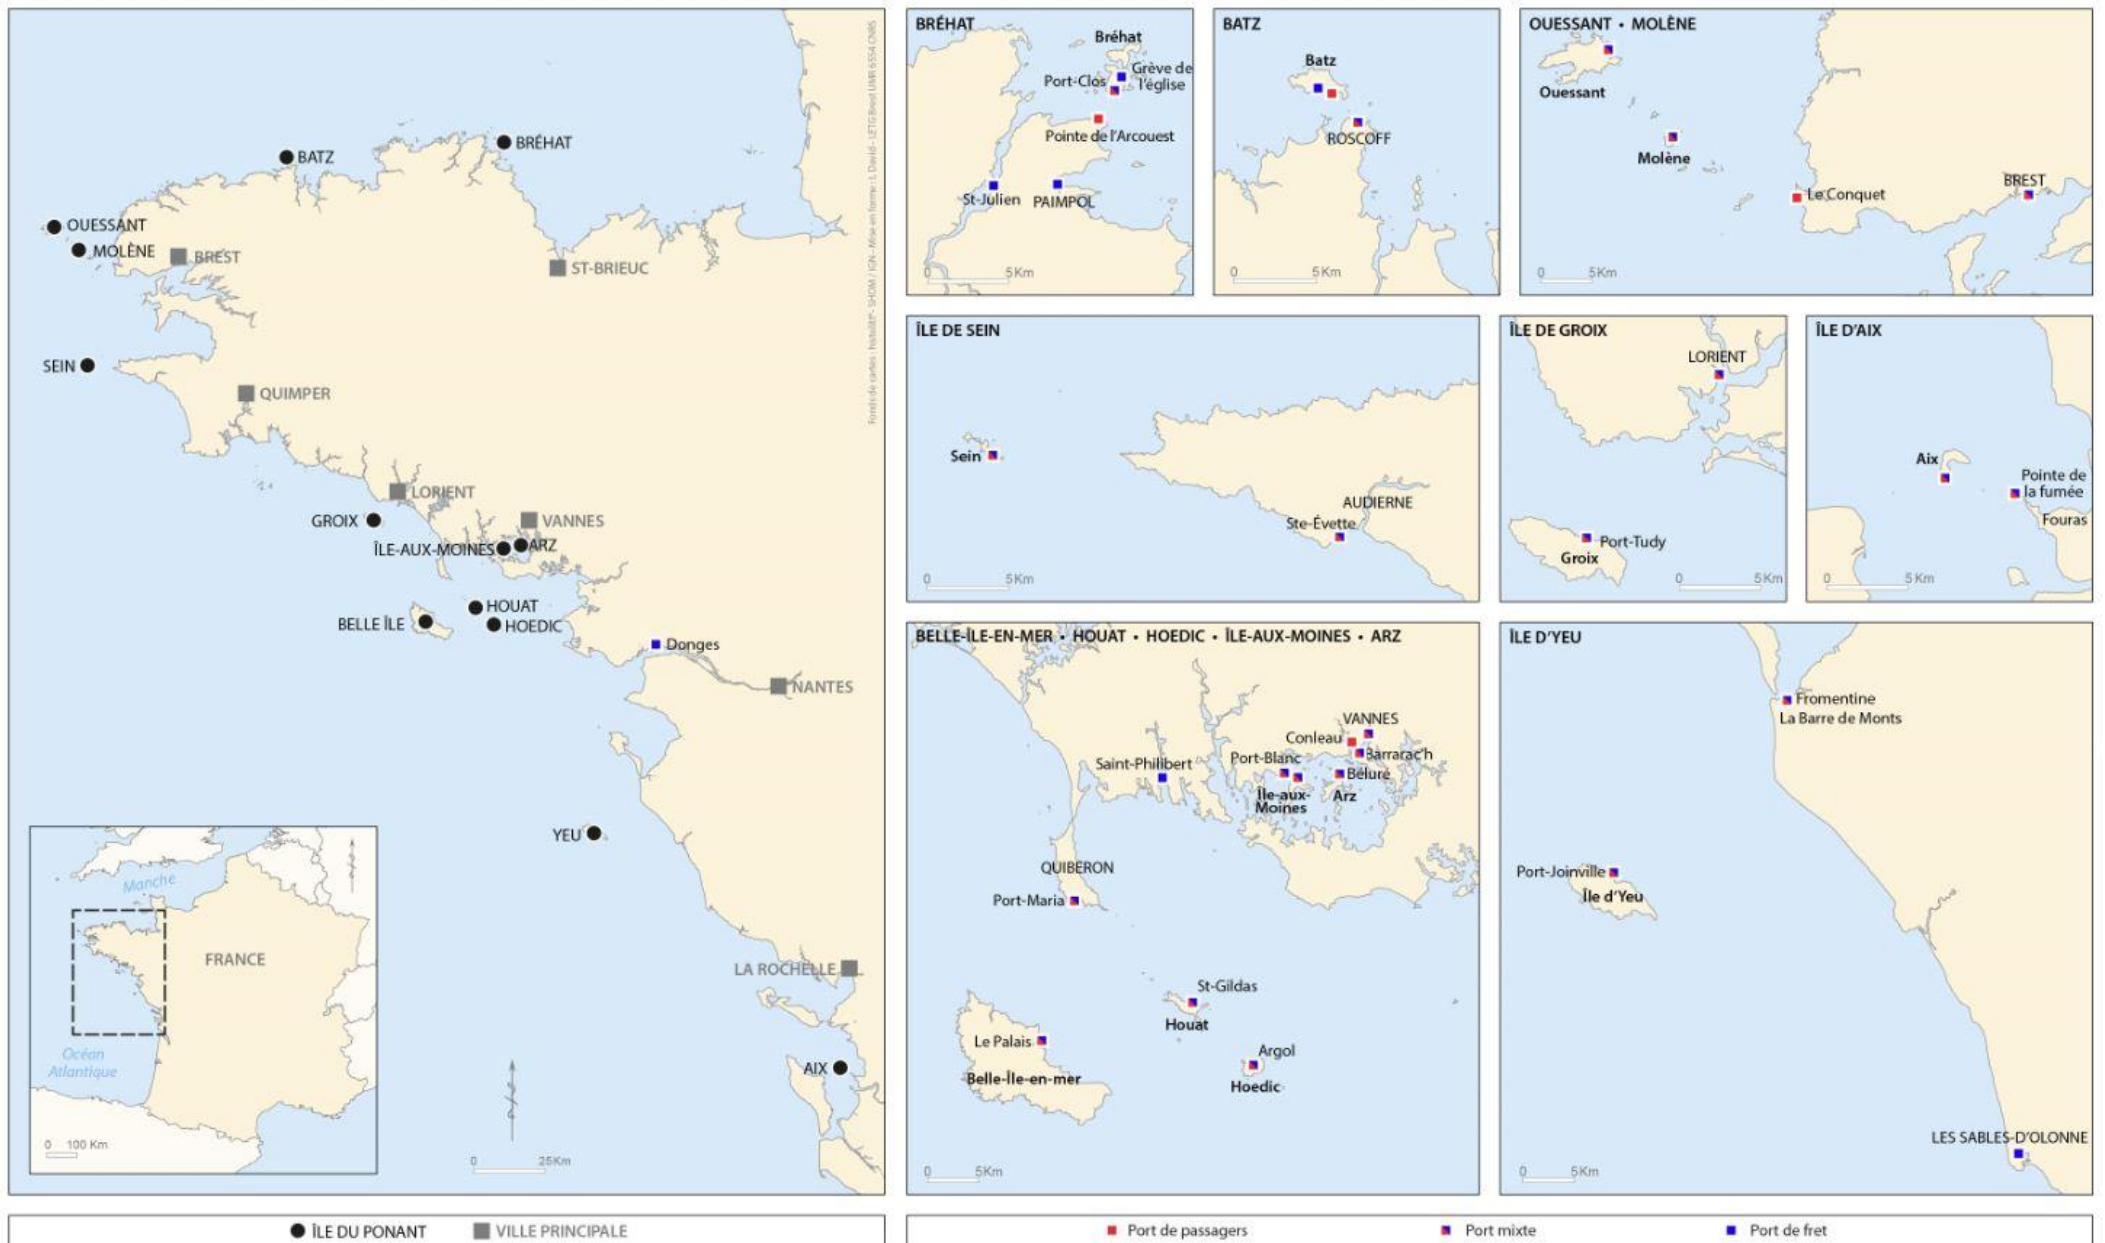 BATZ
BRÉHAT
OUESSANT
MOLÈNE
BREST
ST-BRIEUC
SEIN
QUIMPER
LORIENT
GROIX
VANNES
ÎLE-AUX-MOINES
ARZ
HOUAT
BELLE ÎLE
HOEDIC
Donges
NANTES
YEU
LA ROCHELLE
AIX
0 25Km
Manche
FRANCE
Océan
Atlantique
0 100 Km
ÎLE DU PONANT
VILLE PRINCIPALE
BRÉHAT
Bréhat
Port-Clos
Grève de
l'église
Pointe de l'Arcouest
St-Julien
PAIMPOL
0 5Km
BATZ
Batz
ROSCOFF
0 5Km
OUESSANT • MOLÈNE
Ouessant
Molène
Le Conquet
BREST
0 5Km
ÎLE DE SEIN
Sein
AUDIERNE
Ste-Évette
0 5Km
ÎLE DE GROIX
LORIENT
Port-Tudy
Groix
0 5Km
ÎLE D'AIX
Aix
Pointe de
la fumée
Fouras
0 5Km
BELLE-ÎLE-EN-MER • HOUAT • HOEDIC • ÎLE-AUX-MOINES • ARZ
VANNES
Conleau
Barrarac'h
Port-Blanc
Saint-Philibert
Béluré
Île-aux-
Moines
Arz
QUIBERON
Port-Maria
St-Gildas
Houat
Le Palais
Argol
Belle-Île-en-mer
Hoedic
0 5Km
ÎLE D'YEU
Fromentine
La Barre de Monts
Port-Joinville
Île d'Yeu
LES SABLES-D'OLONNE
0 5Km
Port de passagers
Port mixte
Port de fret